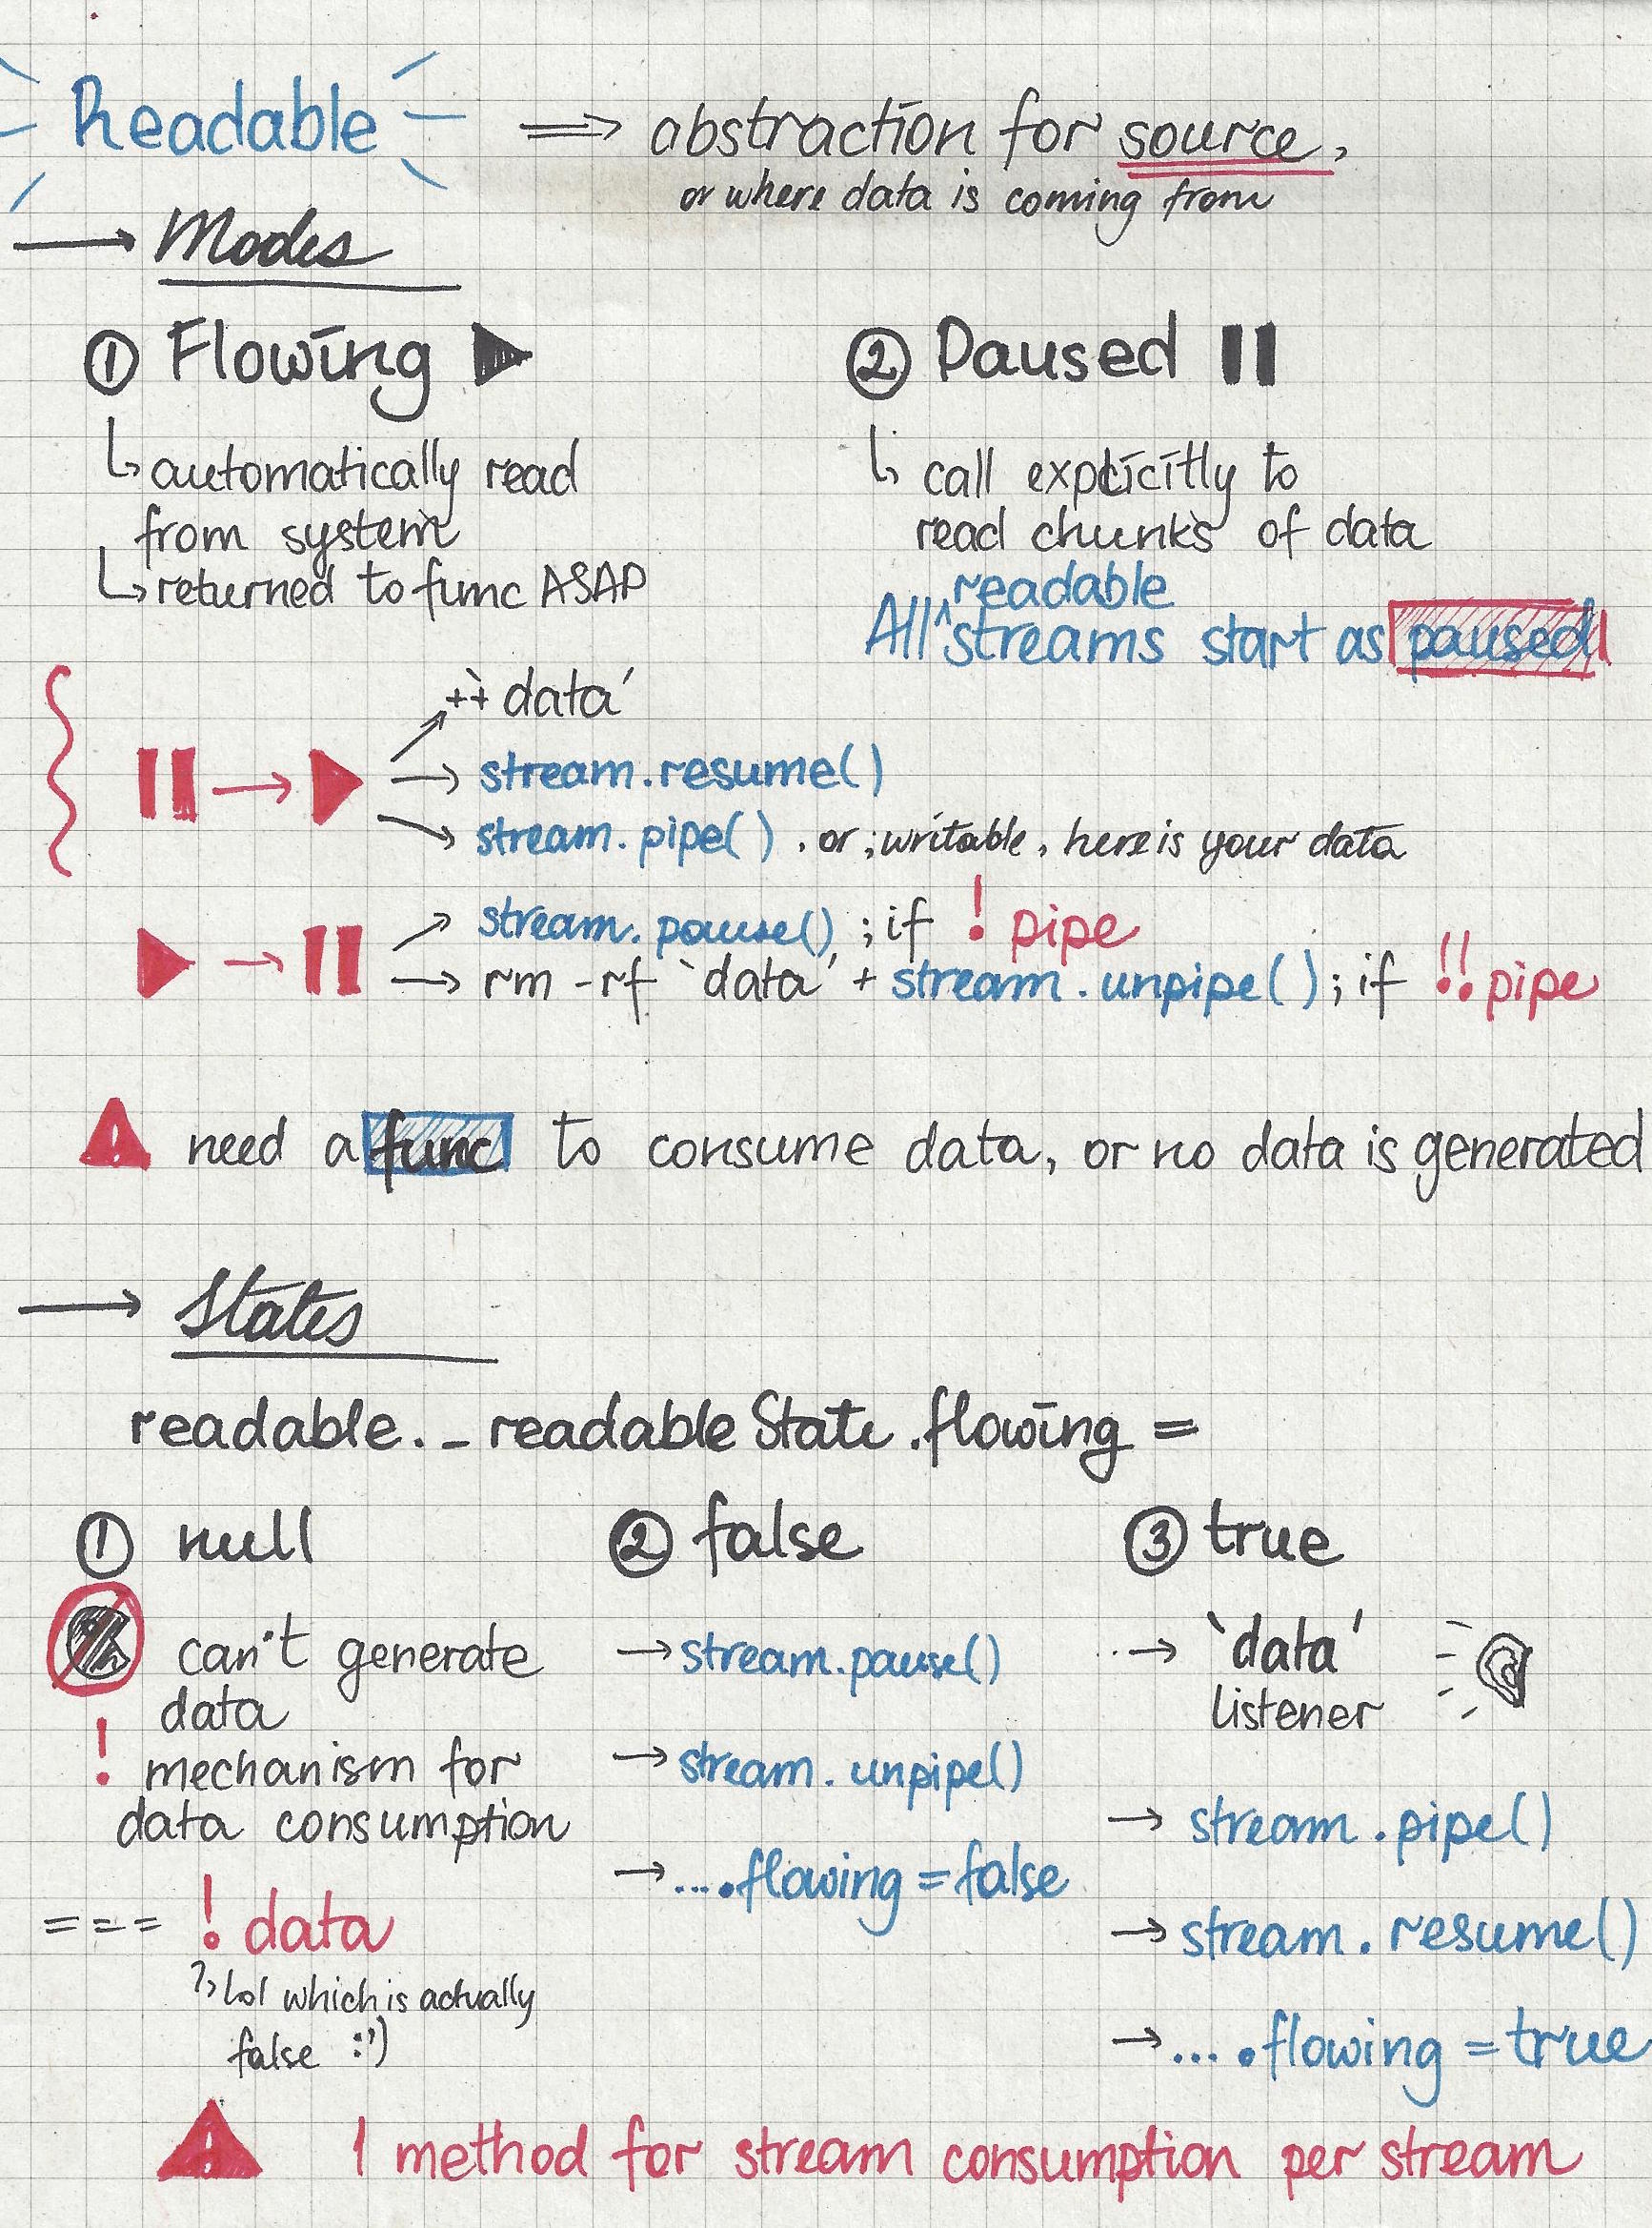 Readable ⟹ abstraction for source,
or where data is coming from
→ Modes
① Flowing ▶
↳ automatically read
from system
↳ returned to func ASAP
② Paused ⏸
↳ call explicitly to
read chunks of data
All ^ readable
streams start as paused
++ `data'
→ stream.resume()
→ stream.pipe() , or ; writable, here is your data
stream.pause() ; if ! pipe
→ rm -rf `data' + stream.unpipe() ; if !! pipe
need a func to consume data, or no data is generated
→ States
readable._readableState.flowing =
① null
can't generate
data
! mechanism for
data consumption
=== ! data
↳ Lol which is actually
false :')
② false
→ stream.pause()
→ stream.unpipe()
→ ....flowing = false
③ true
→ `data'
listener
→ stream.pipe()
→ stream.resume()
→ ....flowing = true
! 1 method for stream consumption per stream